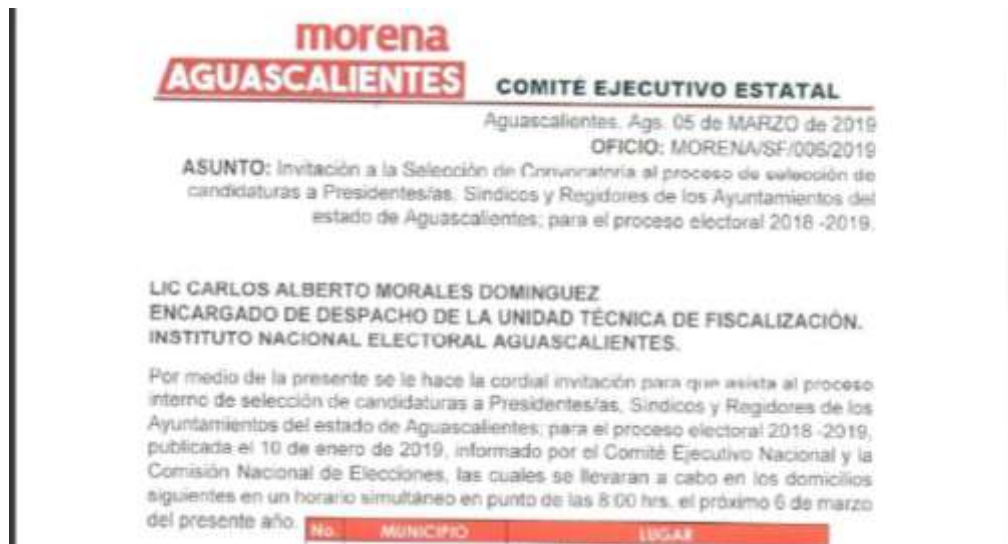 morena
AGUASCALIENTES
COMITÉ EJECUTIVO ESTATAL
Aguascalientes, Ags. 05 de MARZO de 2019
OFICIO: MORENA/SF/006/2019
ASUNTO: Invitación a la Selección de Convocatoria al proceso de selección de
candidaturas a Presidentes/as, Síndicos y Regidores de los Ayuntamientos del
estado de Aguascalientes; para el proceso electoral 2018 -2019.
LIC CARLOS ALBERTO MORALES DOMINGUEZ
ENCARGADO DE DESPACHO DE LA UNIDAD TÉCNICA DE FISCALIZACIÓN.
INSTITUTO NACIONAL ELECTORAL AGUASCALIENTES.
Por medio de la presente se le hace la cordial invitación para que asista al proceso
interno de selección de candidaturas a Presidentes/as, Síndicos y Regidores de los
Ayuntamientos del estado de Aguascalientes; para el proceso electoral 2018 -2019,
publicada el 10 de enero de 2019, informado por el Comité Ejecutivo Nacional y la
Comisión Nacional de Elecciones, las cuales se llevaran a cabo en los domicilios
siguientes en un horario simultáneo en punto de las 8:00 hrs. el próximo 6 de marzo
del presente año.
No. MUNICIPIO LUGAR